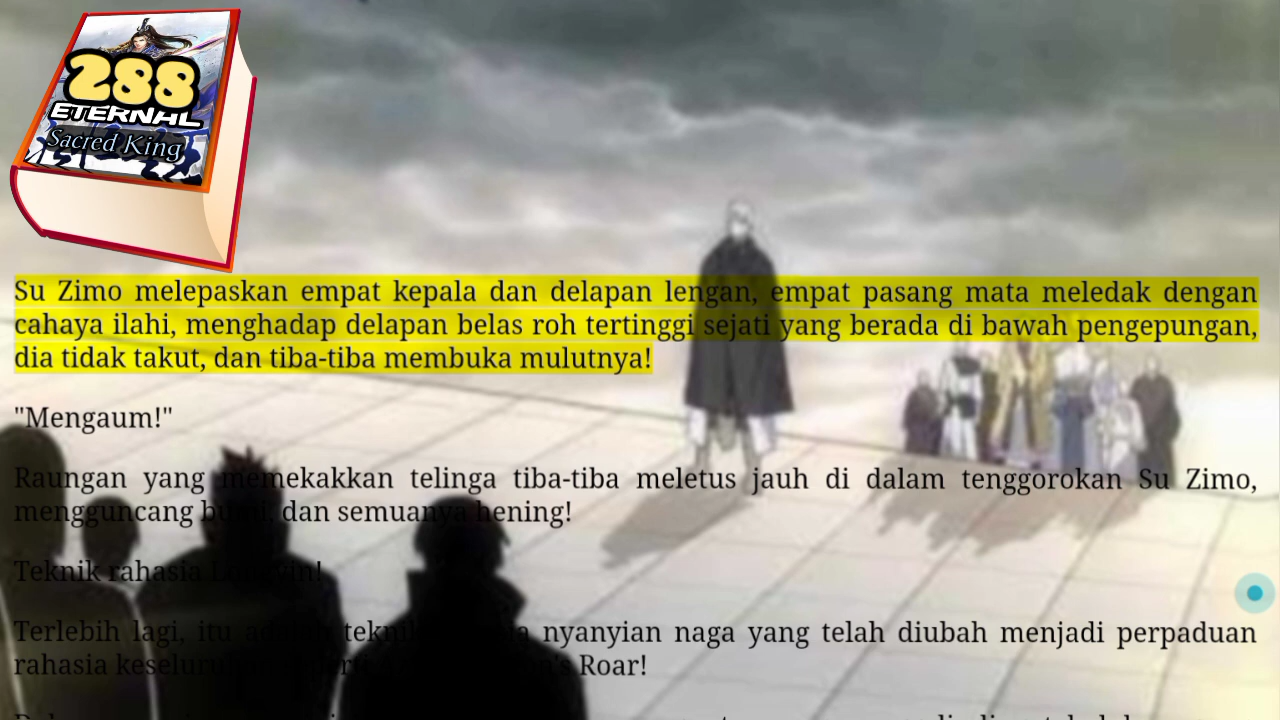 288
ETERNAL
Sacred King
Su Zimo melepaskan empat kepala dan delapan lengan, empat pasang mata meledak dengan
cahaya ilahi, menghadap delapan belas roh tertinggi sejati yang berada di bawah pengepungan,
dia tidak takut, dan tiba-tiba membuka mulutnya!
"Mengaum!"
Raungan yang memekakkan telinga tiba-tiba meletus jauh di dalam tenggorokan Su Zimo,
mengguncang bumi, dan semuanya hening!
Teknik rahasia Longyin!
Terlebih lagi, itu adalah teknik nyanyian naga yang telah diubah menjadi perpaduan
rahasia Roar!